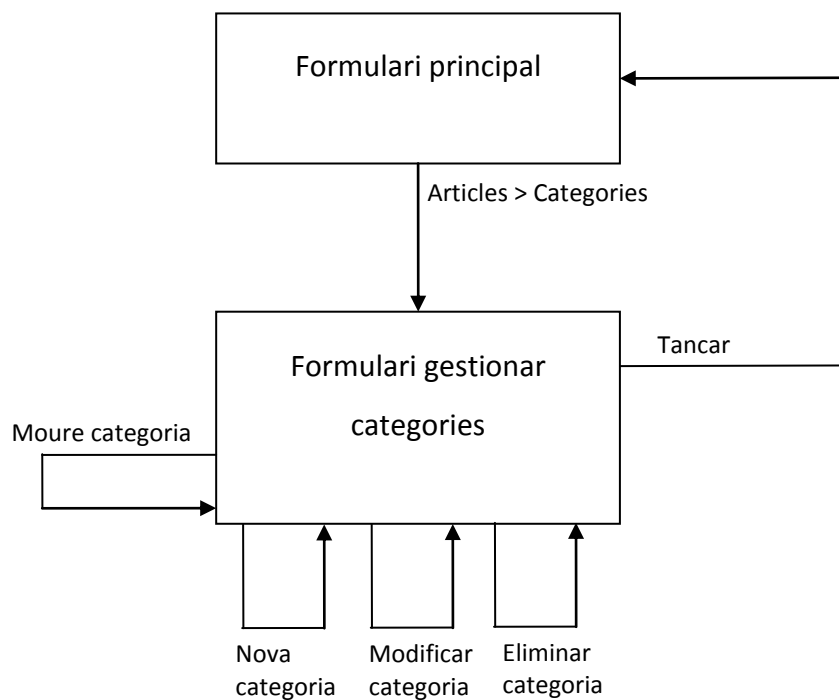 Formulari principal
Articles > Categories
Formulari gestionar
categories
Tancar
Moure categoria
Nova
categoria
Modificar
categoria
Eliminar
categoria